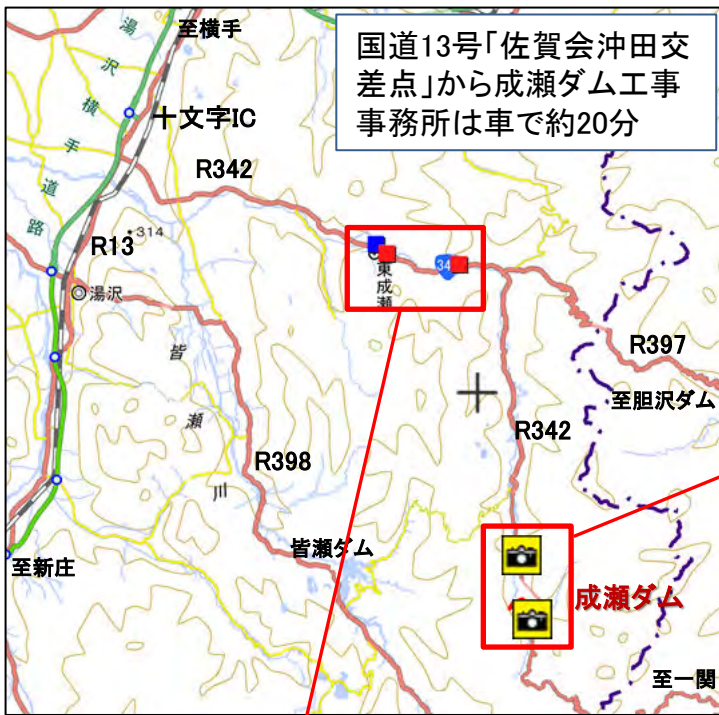 至横手
国道13号「佐賀会沖田交
差点」から成瀬ダム工事
事務所は車で約20分
湯沢横手道路
十文字IC
R342
R13
・314
34
東成瀬
◎湯沢
R397
皆瀬川
至胆沢ダム
R342
R398
皆瀬ダム
至新庄
成瀬ダム
至一関